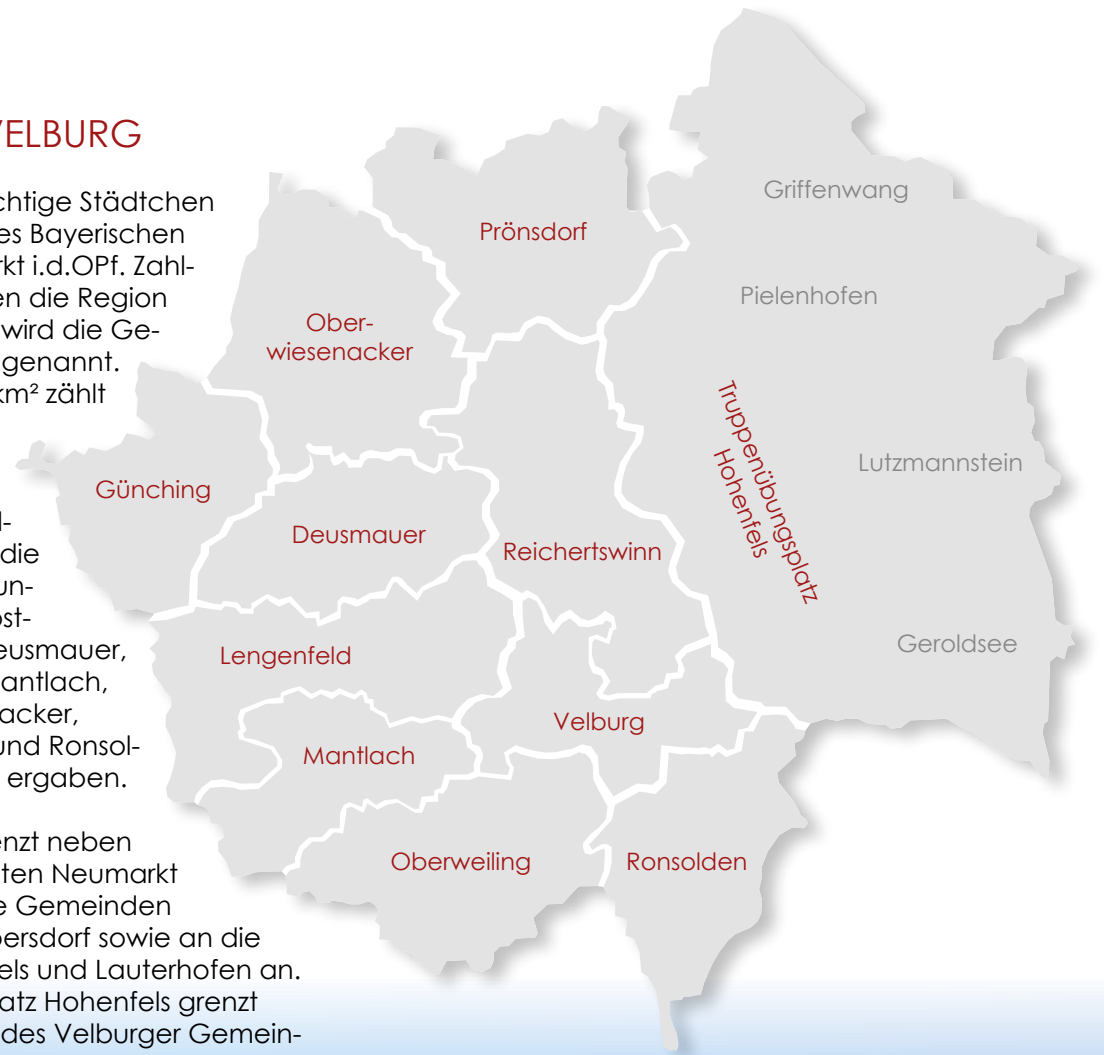 VELBURG
chtige Städtchen
es Bayerischen
rkt i.d.OPf. Zahl-
en die Region
wird die Ge-
genannt.
km² zählt
die
un-
ost-
eusmauer,
antlach,
acker,
und Ronsol-
ergaben.
enzt neben
ten Neumarkt
e Gemeinden
bersdorf sowie an die
els und Lauterhofen an.
atz Hohenfels grenzt
des Velburger Gemein-
Griffenwang
Prönsdorf
Pielenhofen
Ober-
wiesenacker
Truppenübungsplatz
Hohenfels
Lutzmannstein
Günching
Deusmauer
Reichertswinn
Geroldsee
Lengenfeld
Velburg
Mantlach
Oberweiling
Ronsolden